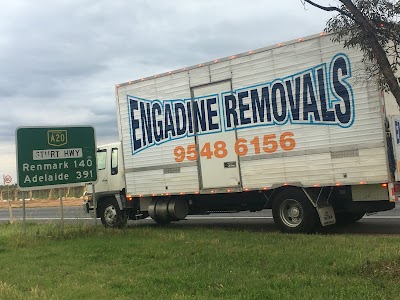 A20
STURT HWY
Renmark 140
Adelaide 391
ENGADINE REMOVALS
9548 6156